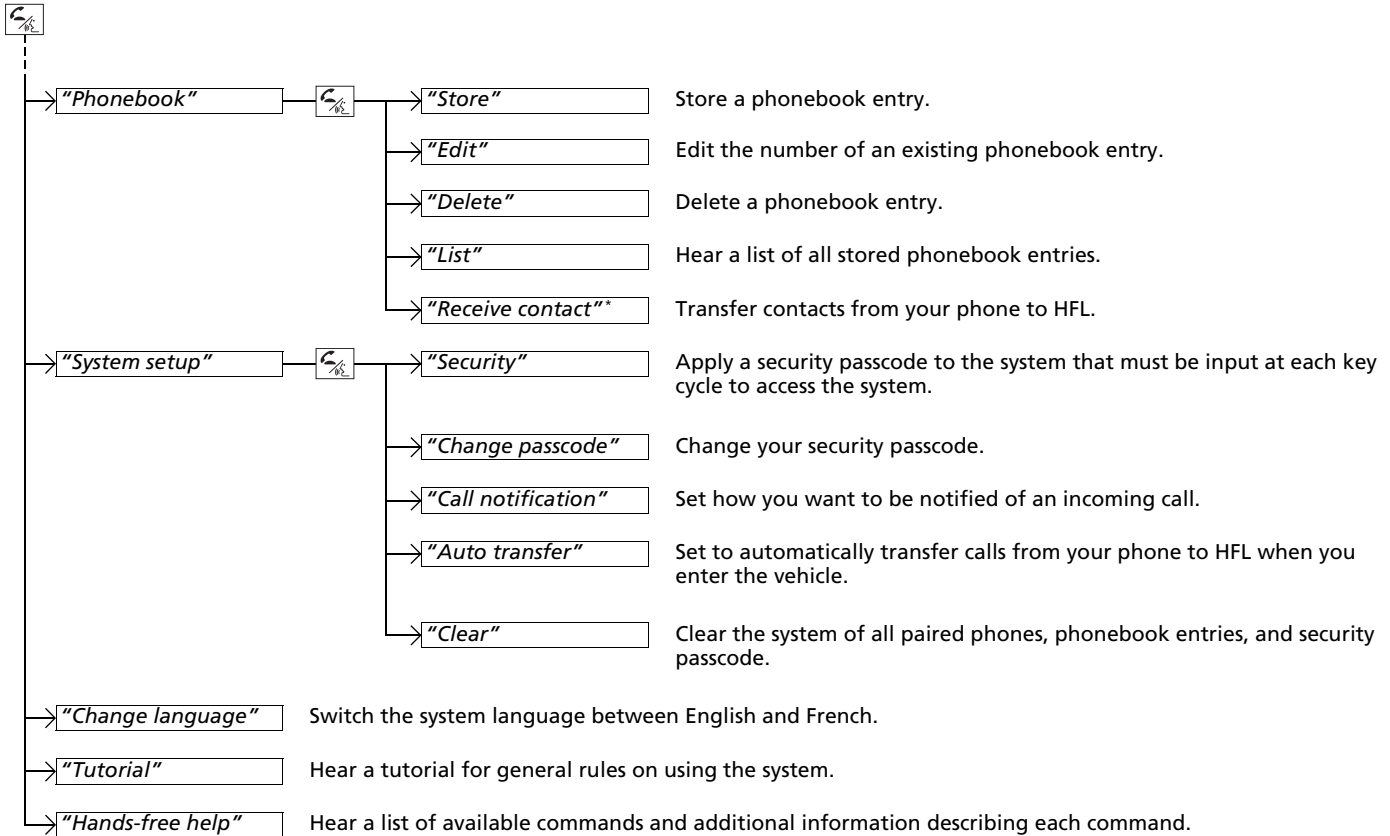 "Phonebook"
"Store"
Store a phonebook entry.
"Edit"
Edit the number of an existing phonebook entry.
"Delete"
Delete a phonebook entry.
"List"
Hear a list of all stored phonebook entries.
"Receive contact"*
Transfer contacts from your phone to HFL.
"System setup"
"Security"
Apply a security passcode to the system that must be input at each key
cycle to access the system.
"Change passcode"
Change your security passcode.
"Call notification"
Set how you want to be notified of an incoming call.
"Auto transfer"
Set to automatically transfer calls from your phone to HFL when you
enter the vehicle.
"Clear"
Clear the system of all paired phones, phonebook entries, and security
passcode.
"Change language"
Switch the system language between English and French.
"Tutorial"
Hear a tutorial for general rules on using the system.
"Hands-free help"
Hear a list of available commands and additional information describing each command.